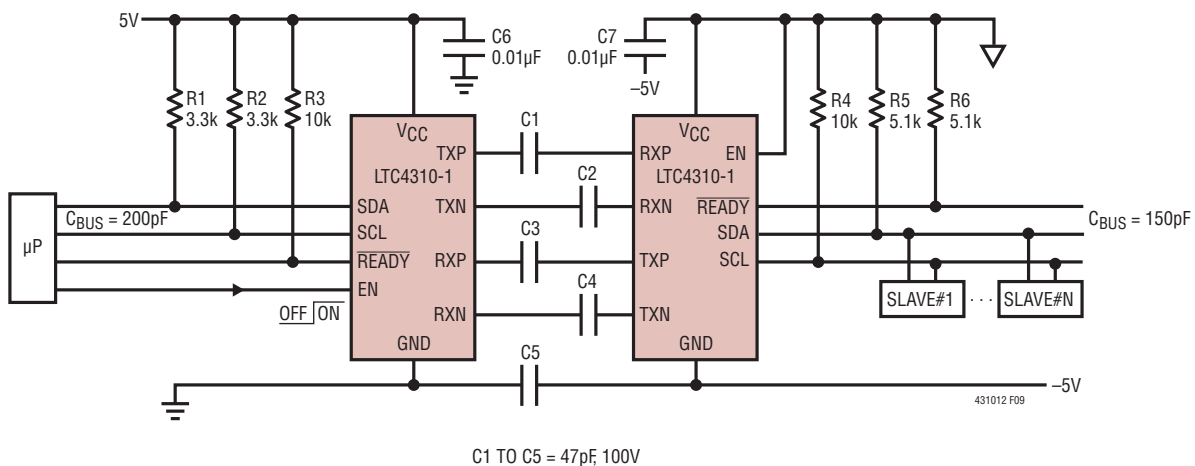 5V
C6
0.01µF
C7
0.01µF
–5V
R1
3.3k
R2
3.3k
R3
10k
R4
10k
R5
5.1k
R6
5.1k
VCC
TXP
LTC4310-1
SDA
TXN
SCL
READY
RXP
EN
RXN
GND
C1
C2
C3
C4
C5
VCC
RXP
EN
LTC4310-1
RXN
READY
SDA
TXP
SCL
TXN
GND
µP
CBUS = 200pF
OFF ON
CBUS = 150pF
SLAVE#1 · · · SLAVE#N
–5V
431012 F09
C1 TO C5 = 47pF, 100V